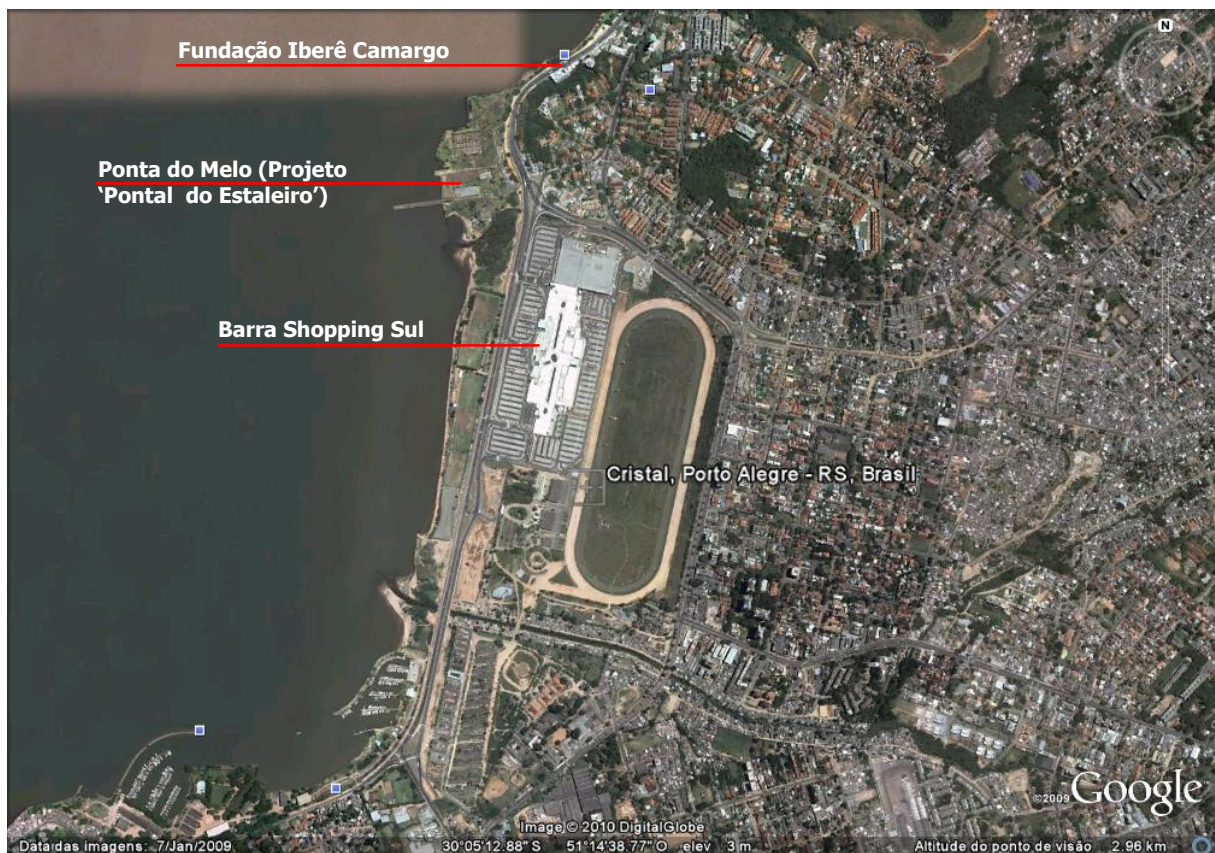 N
Fundação Iberê Camargo
Ponta do Melo (Projeto
‘Pontal do Estaleiro’)
Barra Shopping Sul
Cristal, Porto Alegre - RS, Brasil
©2009 Google
Image © 2010 DigitalGlobe
Data das imagens: 7/Jan/2009 30°05'12.88" S 51°14'38.77" O elev 3 m Altitude do ponto de visão 2.96 km